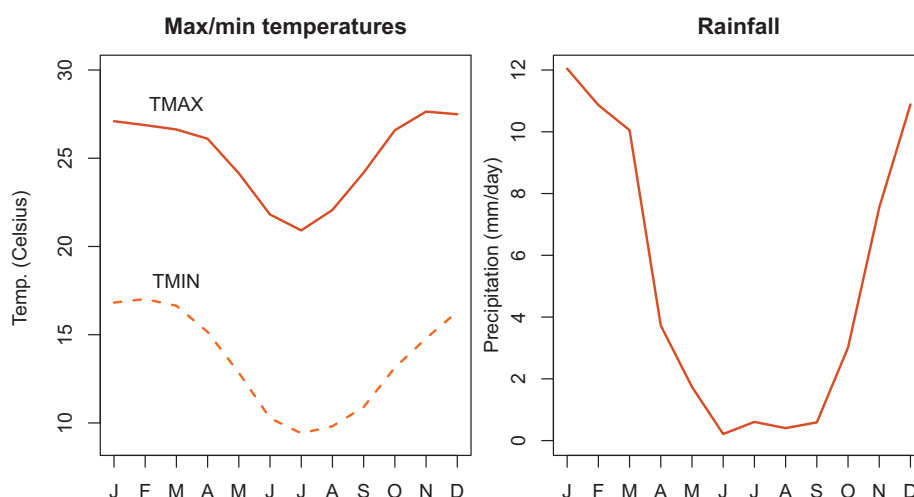 Max/min temperatures
Temp. (Celsius)
30
25
20
15
10
TMAX
TMIN
J F M A M J J A S O N D
Rainfall
Precipitation (mm/day)
12
10
8
6
4
2
0
J F M A M J J A S O N D